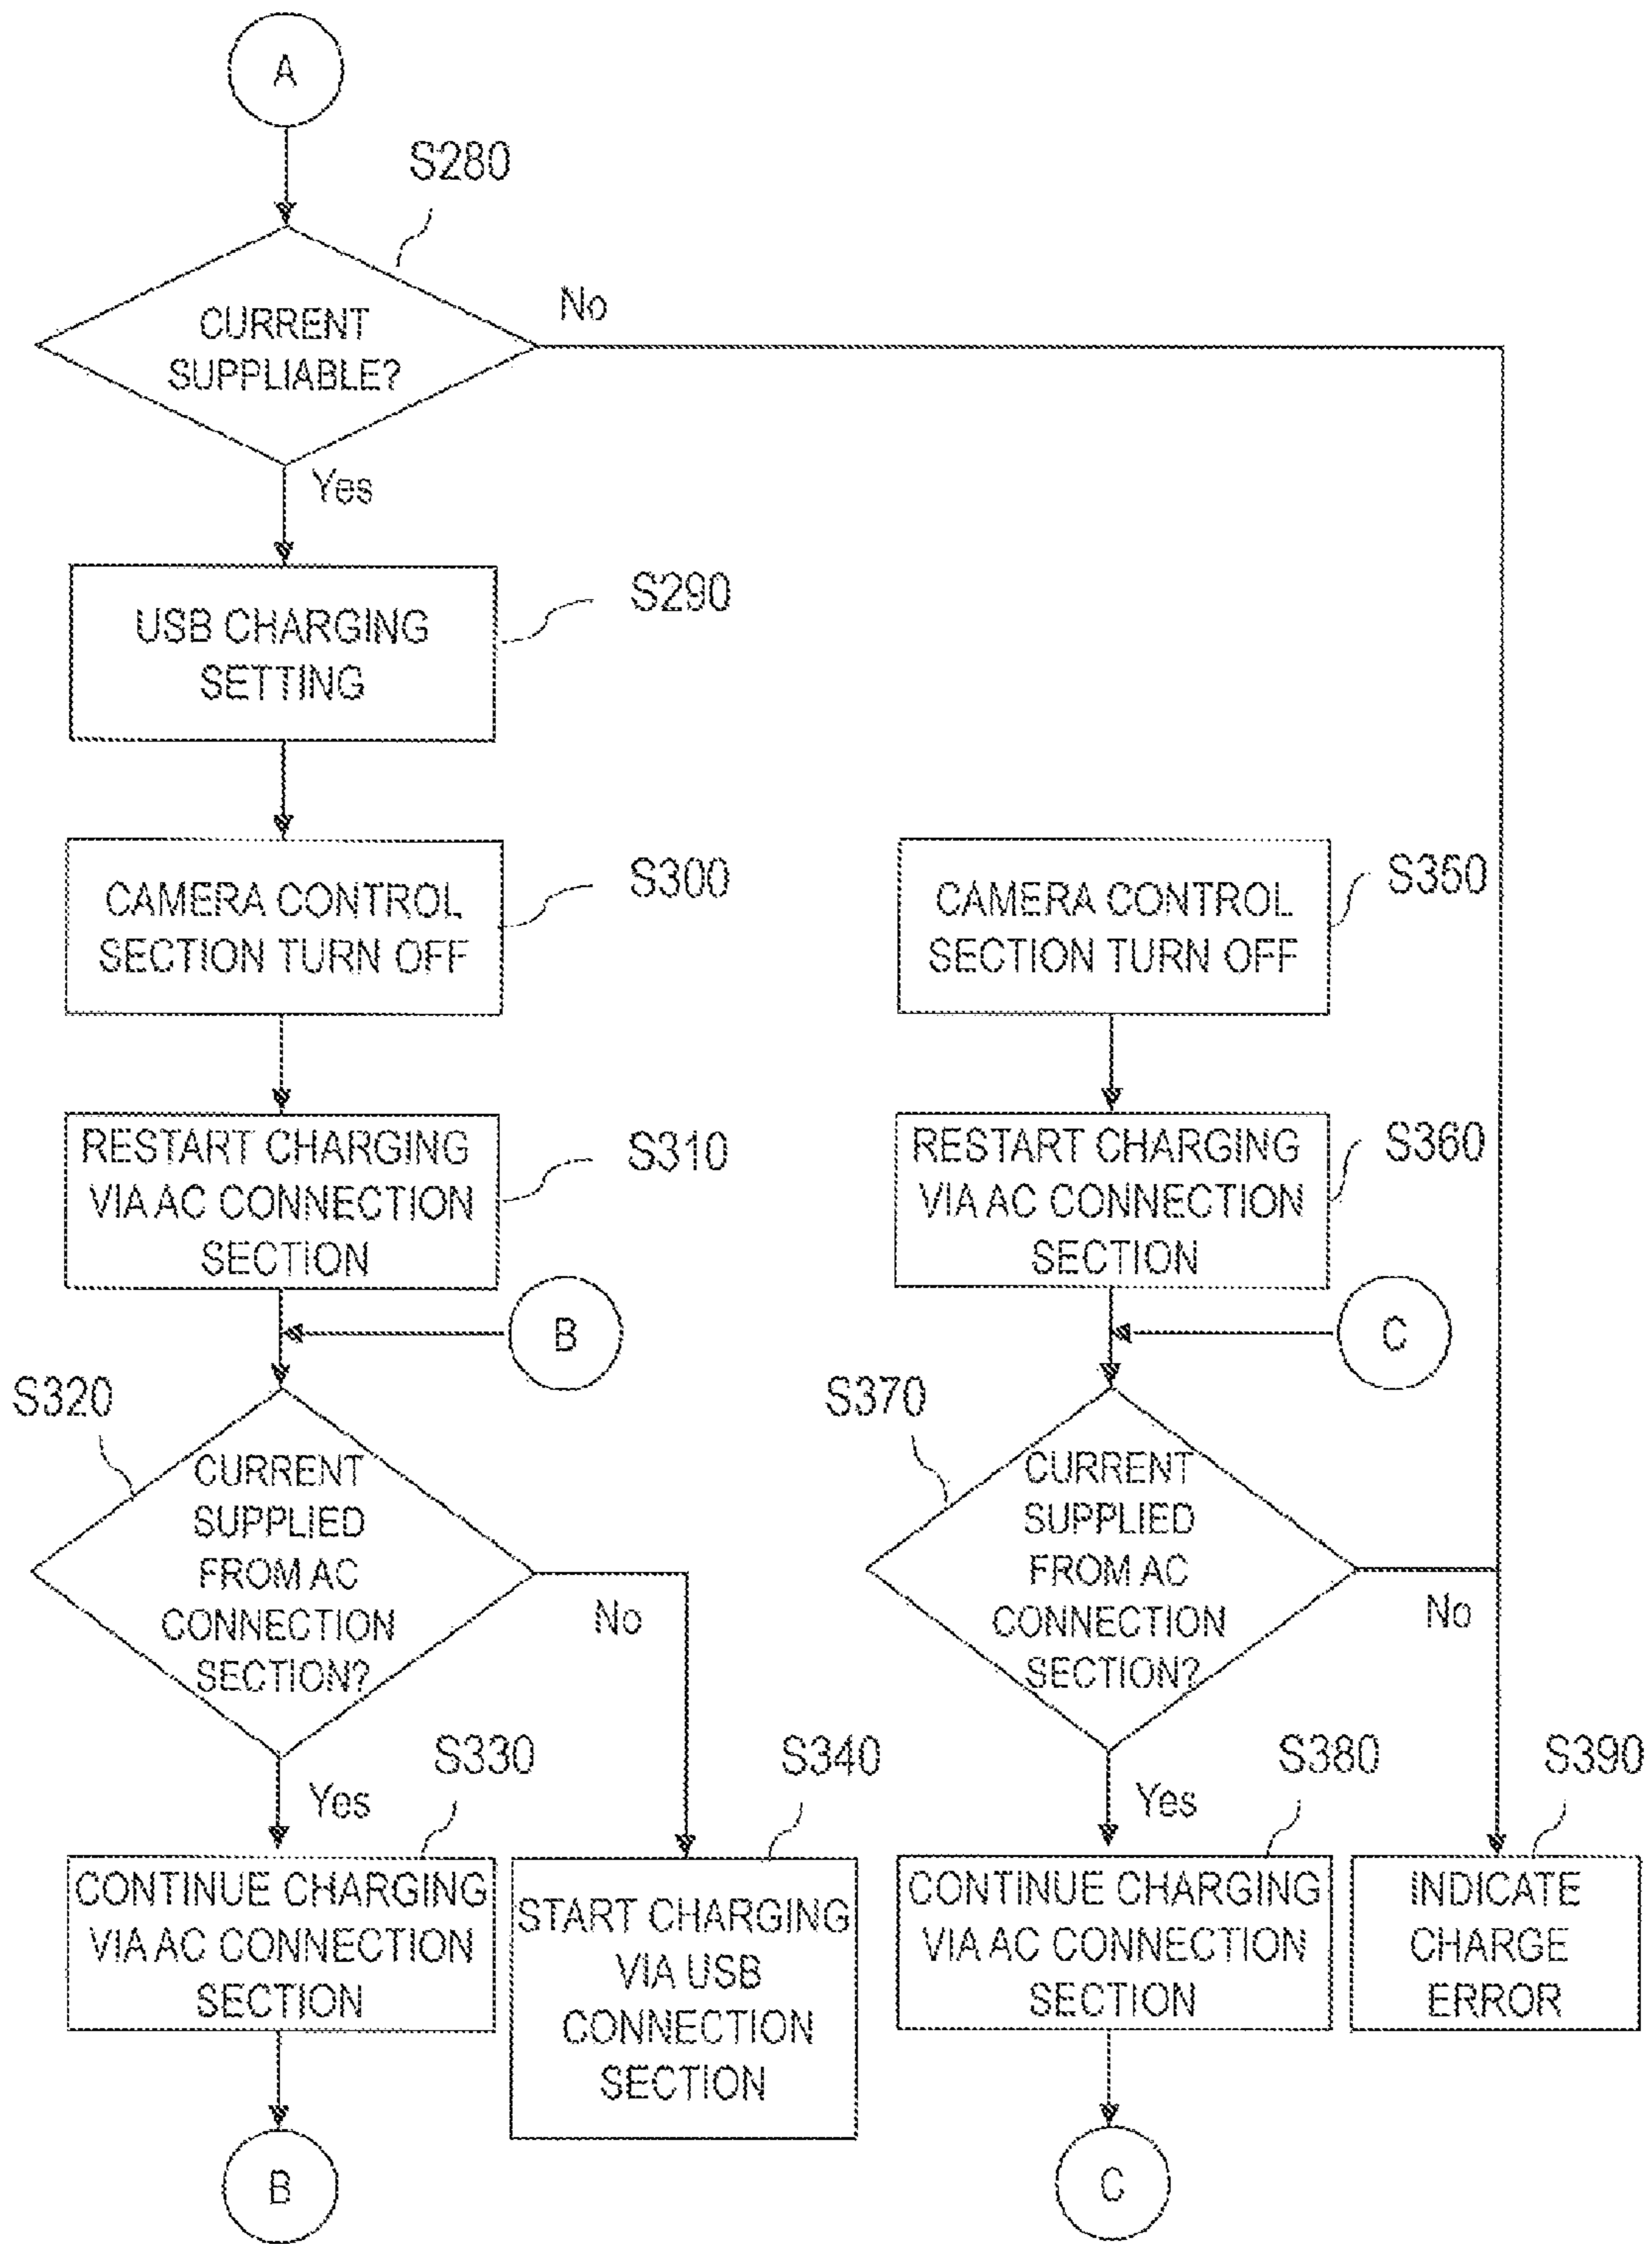 A
S280
CURRENT
SUPPLIABLE?
No
Yes
USB CHARGING
SETTING
S290
CAMERA CONTROL
SECTION TURN OFF
S300
RESTART CHARGING
VIA AC CONNECTION
SECTION
S310
B
S320
CURRENT
SUPPLIED
FROM AC
CONNECTION
SECTION?
No
Yes
S330
CONTINUE CHARGING
VIA AC CONNECTION
SECTION
B
S340
START CHARGING
VIA USB
CONNECTION
SECTION
CAMERA CONTROL
SECTION TURN OFF
S350
RESTART CHARGING
VIA AC CONNECTION
SECTION
S360
C
S370
CURRENT
SUPPLIED
FROM AC
CONNECTION
SECTION?
No
Yes
S380
CONTINUE CHARGING
VIA AC CONNECTION
SECTION
C
S390
INDICATE
CHARGE
ERROR